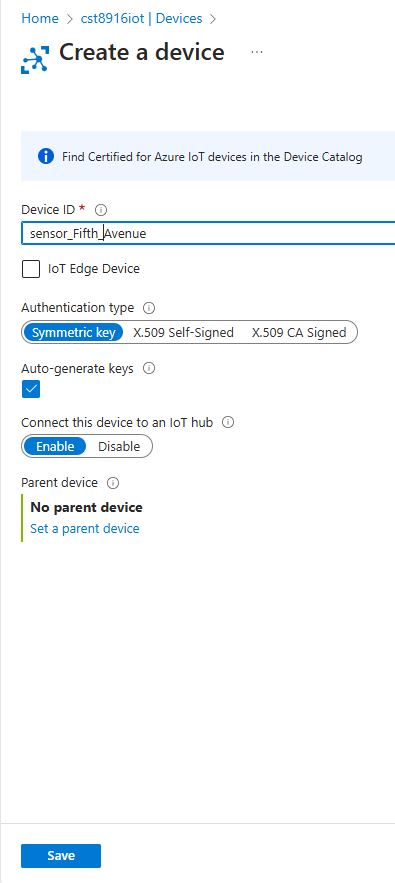 Home > cst8916iot | Devices >
Create a device ...
Find Certified for Azure IoT devices in the Device Catalog
Device ID *
sensor_Fifth_Avenue
IoT Edge Device
Authentication type
Symmetric key X.509 Self-Signed X.509 CA Signed
Auto-generate keys
Connect this device to an IoT hub
Enable Disable
Parent device
No parent device
Set a parent device
Save